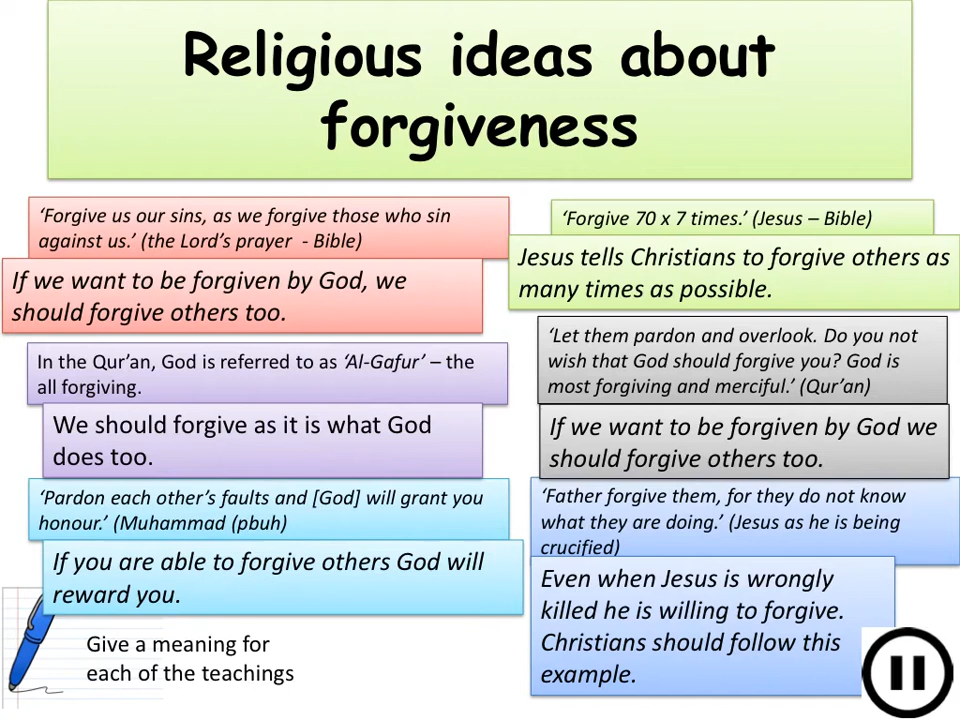 Religious ideas about
forgiveness
‘Forgive us our sins, as we forgive those who sin
against us.’ (the Lord’s prayer - Bible)
If we want to be forgiven by God, we
should forgive others too.
In the Qur’an, God is referred to as ‘Al-Gafur’ – the
all forgiving.
We should forgive as it is what God
does too.
‘Pardon each other’s faults and [God] will grant you
honour.’ (Muhammad (pbuh)
If you are able to forgive others God will
reward you.
Give a meaning for
each of the teachings
‘Forgive 70 x 7 times.’ (Jesus – Bible)
Jesus tells Christians to forgive others as
many times as possible.
‘Let them pardon and overlook. Do you not
wish that God should forgive you? God is
most forgiving and merciful.’ (Qur’an)
If we want to be forgiven by God we
should forgive others too.
‘Father forgive them, for they do not know
what they are doing.’ (Jesus as he is being
crucified)
Even when Jesus is wrongly
killed he is willing to forgive.
Christians should follow this
example.